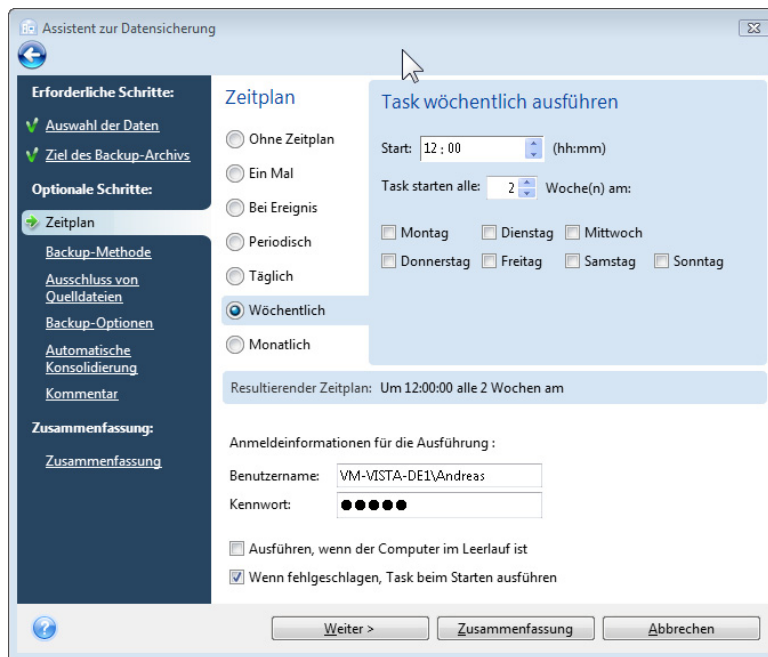 Assistent zur Datensicherung
Erforderliche Schritte:
Auswahl der Daten
Ziel des Backup-Archivs
Optionale Schritte:
Zeitplan
Backup-Methode
Ausschluss von
Quelldateien
Backup-Optionen
Automatische
Konsolidierung
Kommentar
Zusammenfassung:
Zusammenfassung
Zeitplan
Ohne Zeitplan
Ein Mal
Bei Ereignis
Periodisch
Täglich
Wöchentlich
Monatlich
Task wöchentlich ausführen
Start: 12 : 00 (hh:mm)
Task starten alle: 2 Woche(n) am:
Montag Dienstag Mittwoch
Donnerstag Freitag Samstag Sonntag
Resultierender Zeitplan: Um 12:00:00 alle 2 Wochen am
Anmeldeinformationen für die Ausführung :
Benutzername: VM-VISTA-DE1\Andreas
Kennwort: ●●●●●
Ausführen, wenn der Computer im Leerlauf ist
Wenn fehlgeschlagen, Task beim Starten ausführen
? Weiter > Zusammenfassung Abbrechen